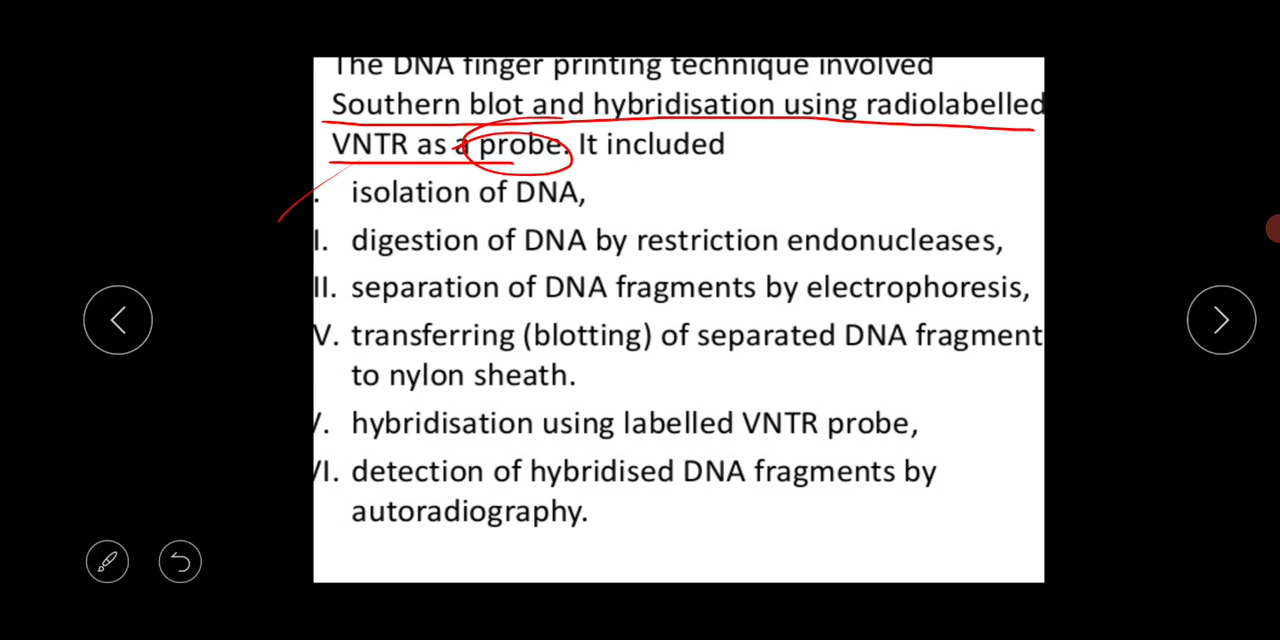 The DNA finger printing technique involved
Southern blot and hybridisation using radiolabelled
VNTR as a probe. It included
. isolation of DNA,
I. digestion of DNA by restriction endonucleases,
II. separation of DNA fragments by electrophoresis,
V. transferring (blotting) of separated DNA fragment
to nylon sheath.
/. hybridisation using labelled VNTR probe,
/I. detection of hybridised DNA fragments by
autoradiography.